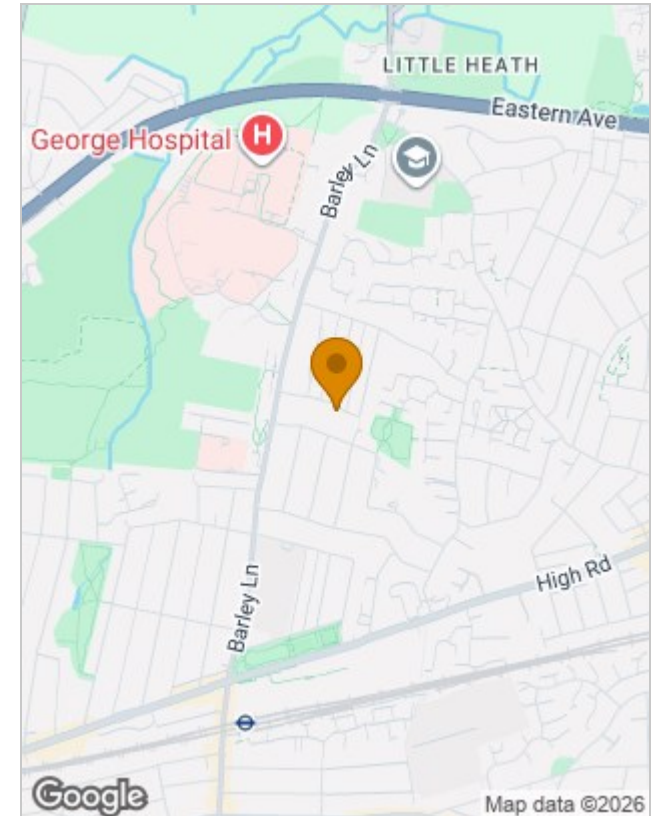 LITTLE HEATH
Eastern Ave
George Hospital
H
Barley Ln
High Rd
Barley Ln
Google
Map data ©2026